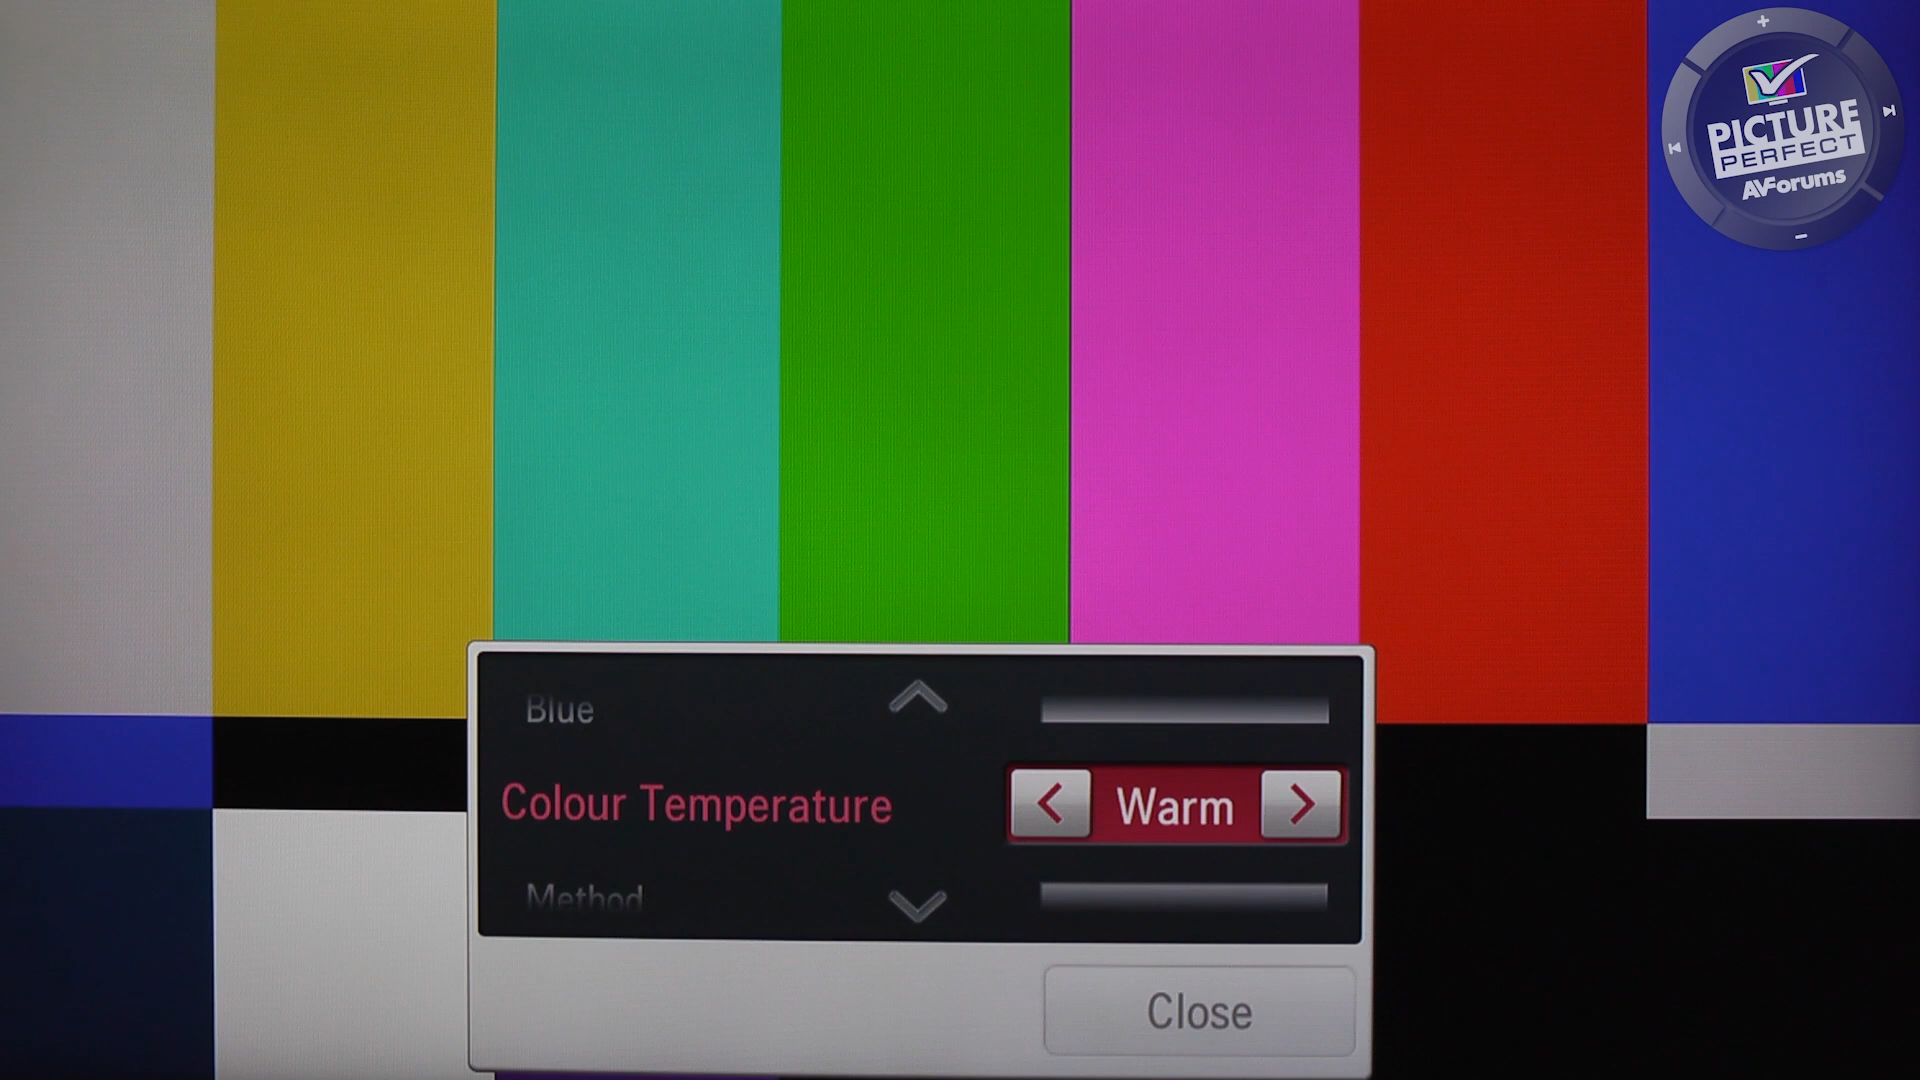 PICTURE
PERFECT
AVForums
Blue
Colour Temperature
Warm
Method
Close